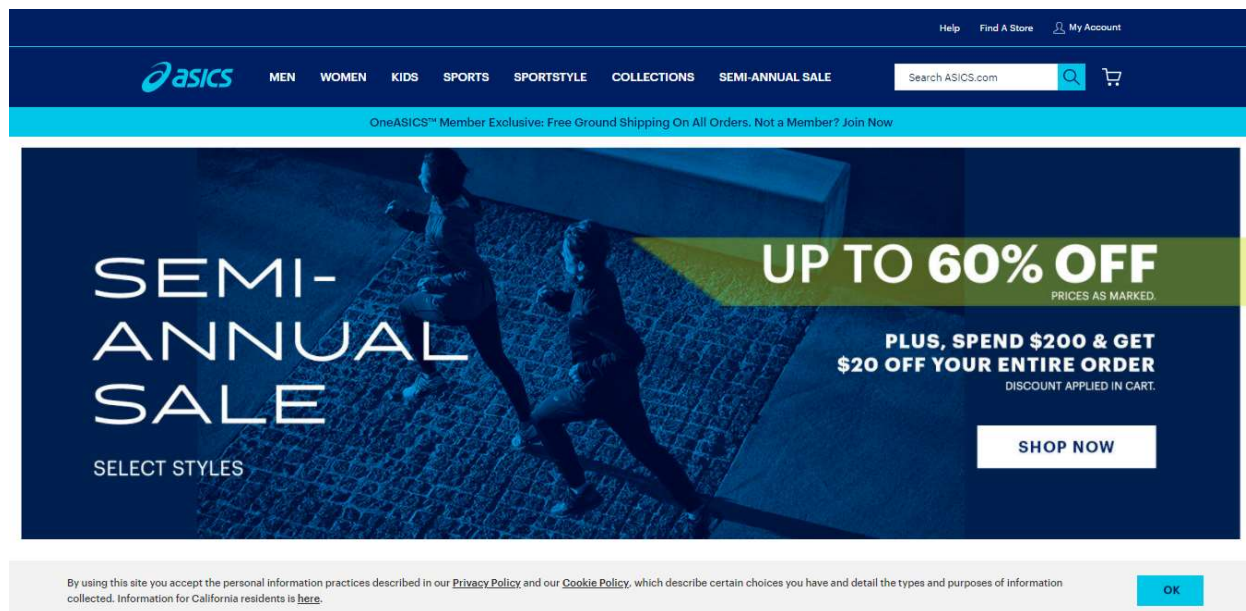 Help Find A Store My Account
asics MEN WOMEN KIDS SPORTS SPORTSTYLE COLLECTIONS SEMI-ANNUAL SALE Search ASICS.com
OneASICS™ Member Exclusive: Free Ground Shipping On All Orders. Not a Member? Join Now
SEMI-
ANNUAL
SALE
SELECT STYLES
UP TO 60% OFF
PRICES AS MARKED.
PLUS, SPEND $200 & GET
$20 OFF YOUR ENTIRE ORDER
DISCOUNT APPLIED IN CART.
SHOP NOW
By using this site you accept the personal information practices described in our Privacy Policy and our Cookie Policy, which describe certain choices you have and detail the types and purposes of information
collected. Information for California residents is here.
OK